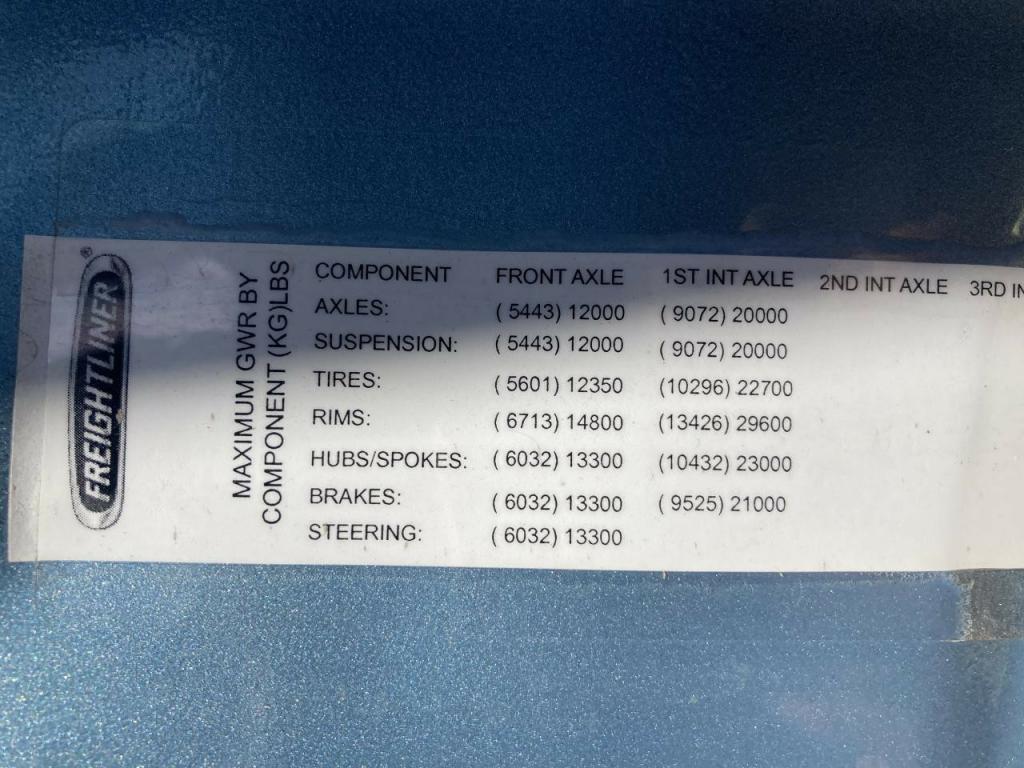 FREIGHTLINER®
MAXIMUM GWR BY
COMPONENT (KG)LBS
COMPONENT FRONT AXLE 1ST INT AXLE 2ND INT AXLE 3RD
AXLES: ( 5443) 12000 ( 9072) 20000
SUSPENSION: ( 5443) 12000 ( 9072) 20000
TIRES: ( 5601) 12350 (10296) 22700
RIMS: ( 6713) 14800 (13426) 29600
HUBS/SPOKES: ( 6032) 13300 (10432) 23000
BRAKES: ( 6032) 13300 ( 9525) 21000
STEERING: ( 6032) 13300